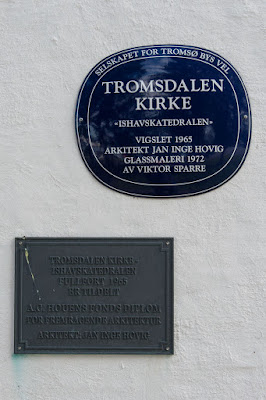 SELSKAPET FOR TROMSØ BYS VEL
TROMSDALEN
KIRKE
-ISHAVSKATEDRALEN-
VIGSLET 1965
ARKITEKT JAN INGE HOVIG
GLASSMALERI 1972
AV VIKTOR SPARRE
TROMSDALEN KIRKE -
ISHAVSKATEDRALEN
FULLFØRT 1965
ER TILDELT
A.C. HOUENS FONDS DIPLOM
FOR FREMRAGENDE ARKITEKTUR
ARKITEKT: JAN INGE HOVIG